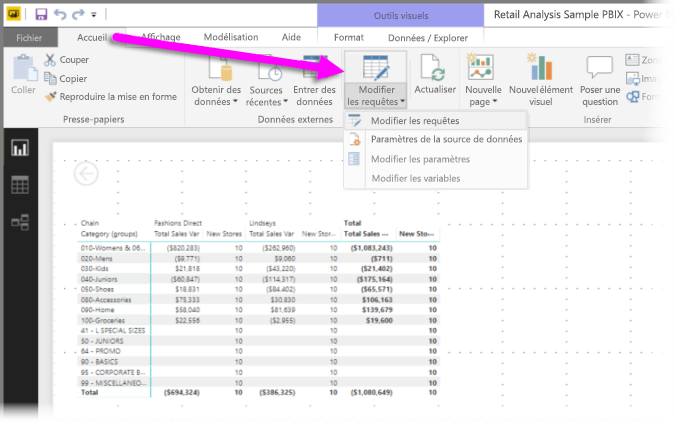 Outils visuels
Retail Analysis Sample PBIX - Power
Fichier Accueil Affichage Modélisation Aide Format Données / Explorer
Coller
Couper
Copier
Reproduire la mise en forme
Presse-papiers
Obtenir des données
Sources récentes
Entrer des données
Données externes
Modifier les requêtes
Actualiser
Nouvelle page
Nouvel élément visuel
Poser une question
Insérer
Modifier les requêtes
Paramètres de la source de données
Modifier les paramètres
Modifier les variables
Chain Fashions Direct Lindseys Total
Category (groups) Total Sales Var New Stores Total Sales Var New Stor... Total Sales ... New Sto...
010-Womens & 06... ($820,283) 10 ($262,960) 10 ($1,083,243) 10
020-Mens ($9,771) 10 $9,060 10 ($711) 10
030-Kids $21,818 10 ($43,220) 10 ($21,402) 10
040-Juniors ($60,847) 10 ($114,317) 10 ($175,164) 10
050-Shoes $18,831 10 ($84,402) 10 ($65,571) 10
080-Accessories $75,333 10 $30,830 10 $106,163 10
090-Home $58,040 10 $81,639 10 $139,679 10
100-Groceries $22,556 10 ($2,955) 10 $19,600 10
41 - L SPECIAL SIZES 10 10 10
50 - JUNIORS 10 10 10
64 - PROMO 10 10 10
90 - BASICS 10 10 10
95 - CORPORATE B... 10 10 10
99 - MISCELLANEO... 10 10 10
Total ($694,324) 10 ($386,325) 10 ($1,080,649) 10